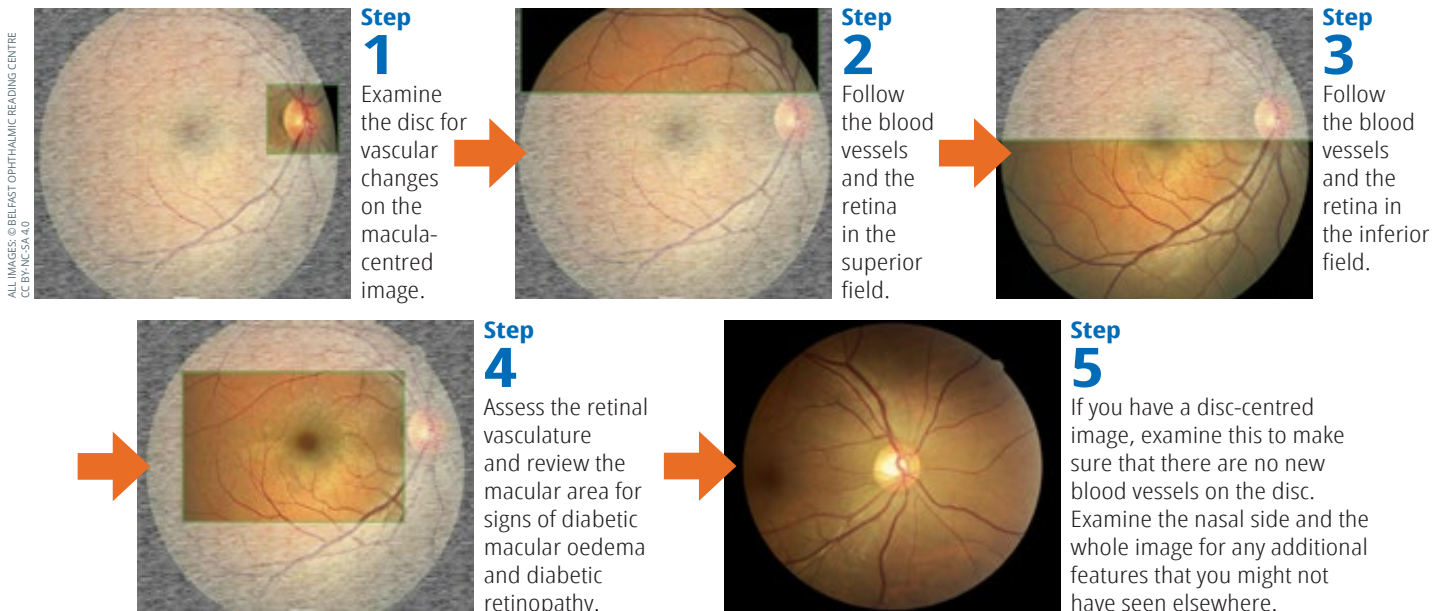 ALL IMAGES: © BELFAST OPHTHALMIC READING CENTRE
CC BY-NC-SA 4.0
Step
1
Examine
the disc for
vascular
changes
on the
macula-
centred
image.
Step
2
Follow
the blood
vessels
and the
retina
in the
superior
field.
Step
3
Follow
the blood
vessels
and the
retina in
the inferior
field.
Step
4
Assess the retinal
vasculature
and review the
macular area for
signs of diabetic
macular oedema
and diabetic
retinopathy.
Step
5
If you have a disc-centred
image, examine this to make
sure that there are no new
blood vessels on the disc.
Examine the nasal side and the
whole image for any additional
features that you might not
have seen elsewhere.